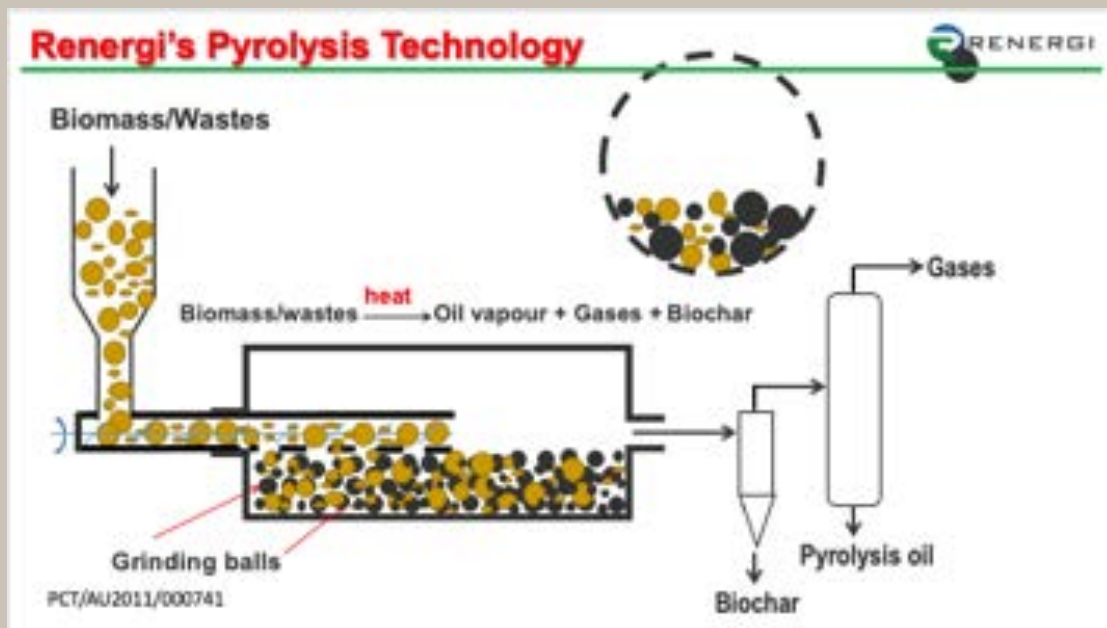 Renergi's Pyrolysis Technology
RENERGI
Biomass/Wastes
Gases
heat
Biomass/wastes → Oil vapour + Gases + Biochar
Grinding balls
Pyrolysis oil
PCT/AU2011/000741
Biochar